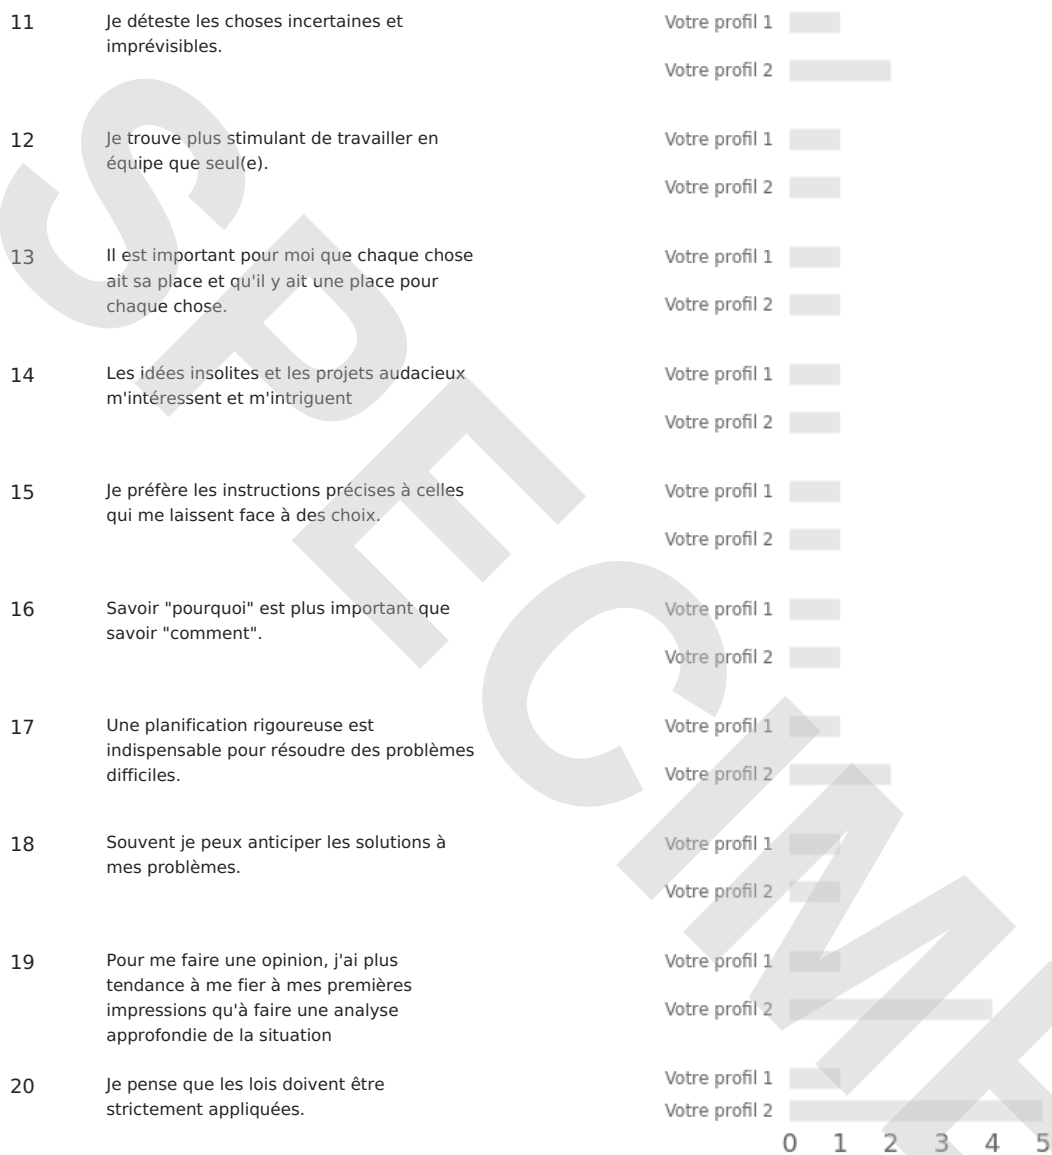 11
Je déteste les choses incertaines et
imprévisibles.
Votre profil 1
Votre profil 2
12
Je trouve plus stimulant de travailler en
équipe que seul(e).
Votre profil 1
Votre profil 2
13
Il est important pour moi que chaque chose
ait sa place et qu'il y ait une place pour
chaque chose.
Votre profil 1
Votre profil 2
14
Les idées insolites et les projets audacieux
m'intéressent et m'intriguent
Votre profil 1
Votre profil 2
15
Je préfère les instructions précises à celles
qui me laissent face à des choix.
Votre profil 1
Votre profil 2
16
Savoir "pourquoi" est plus important que
savoir "comment".
Votre profil 1
Votre profil 2
17
Une planification rigoureuse est
indispensable pour résoudre des problèmes
difficiles.
Votre profil 1
Votre profil 2
18
Souvent je peux anticiper les solutions à
mes problèmes.
Votre profil 1
Votre profil 2
19
Pour me faire une opinion, j'ai plus
tendance à me fier à mes premières
impressions qu'à faire une analyse
approfondie de la situation
Votre profil 1
Votre profil 2
20
Je pense que les lois doivent être
strictement appliquées.
Votre profil 1
Votre profil 2
0 1 2 3 4 5
SPECIME